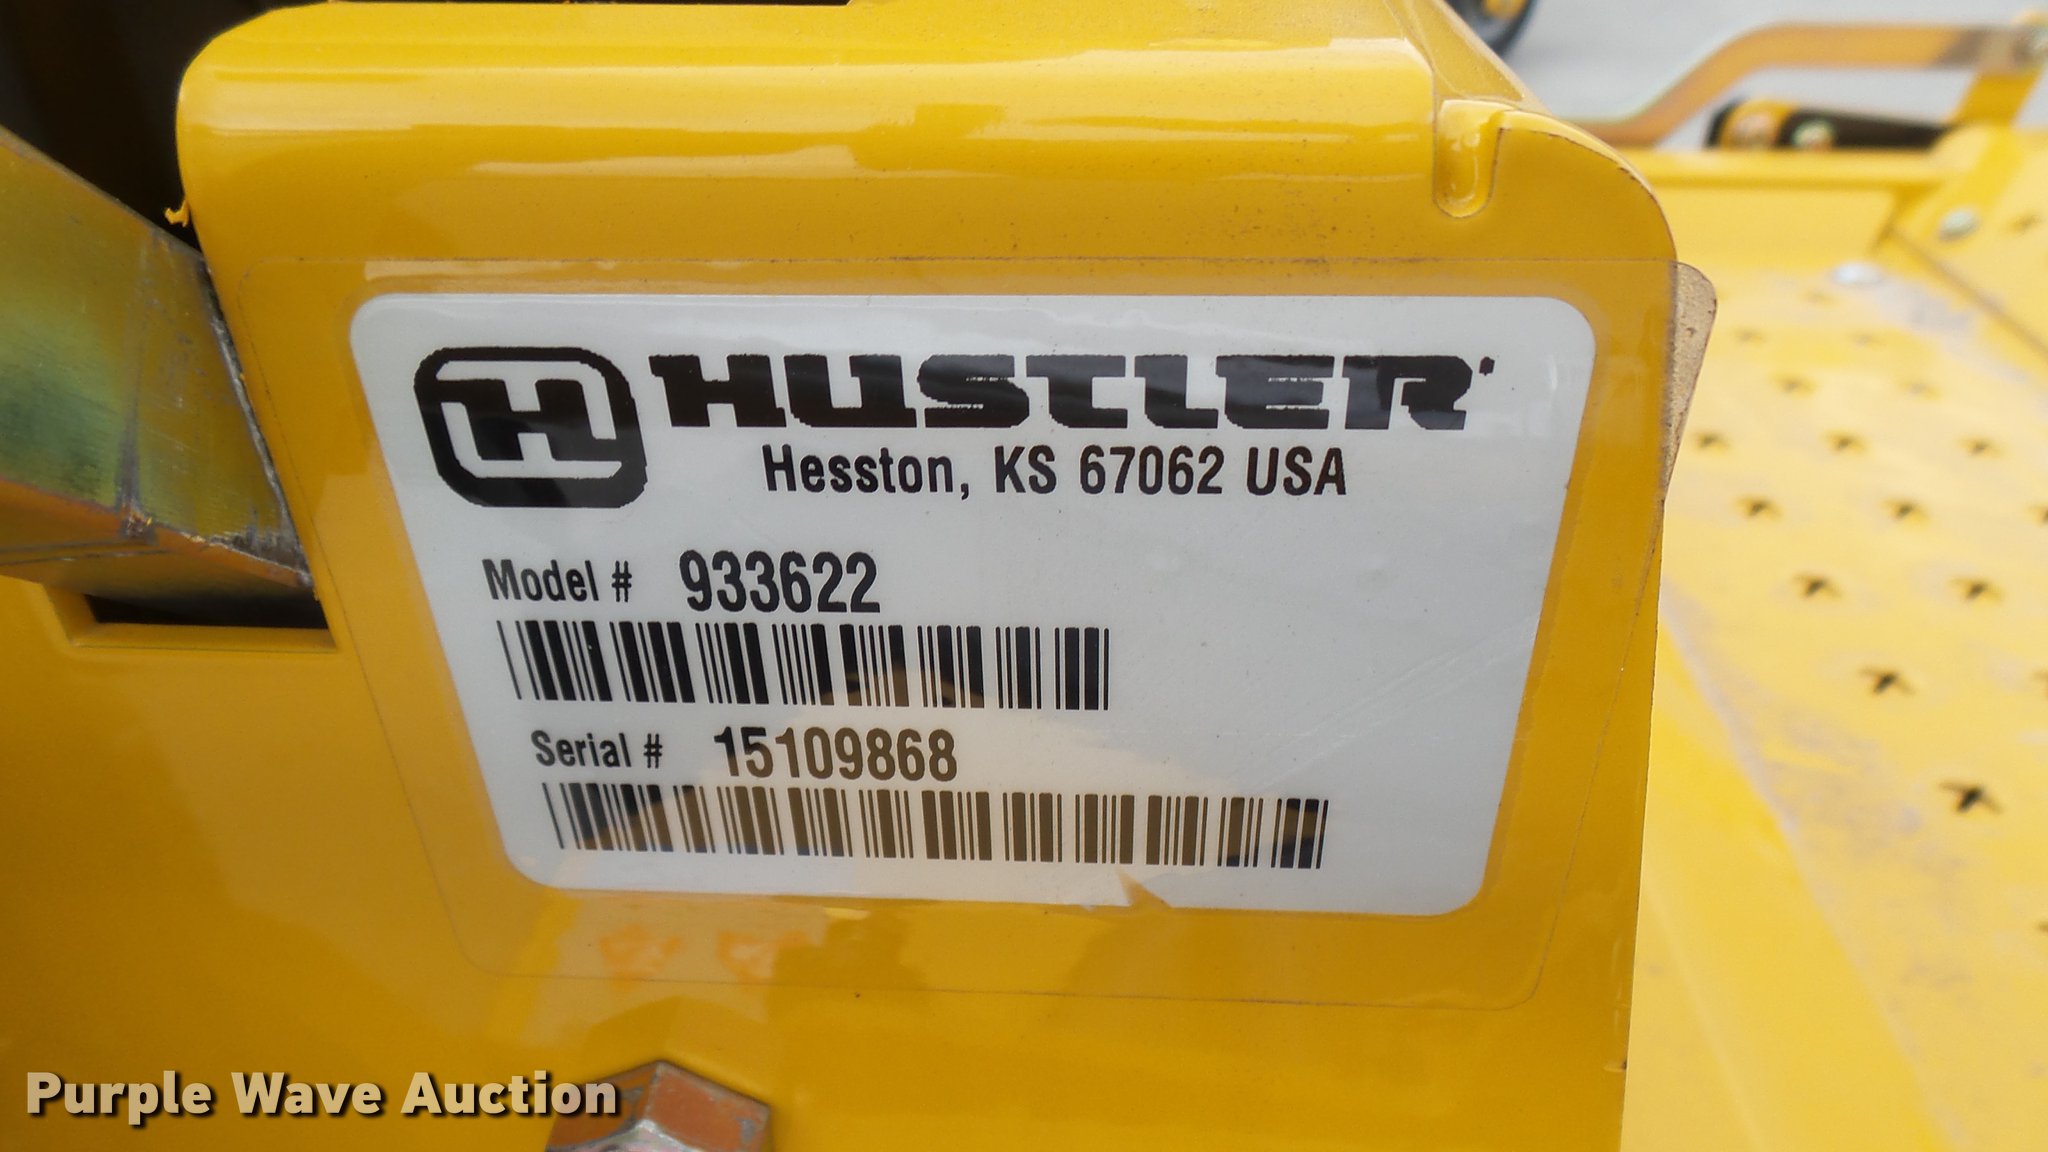 H HUSTLER
Hesston, KS 67062 USA
Model # 933622
Serial # 15109868
Purple Wave Auction